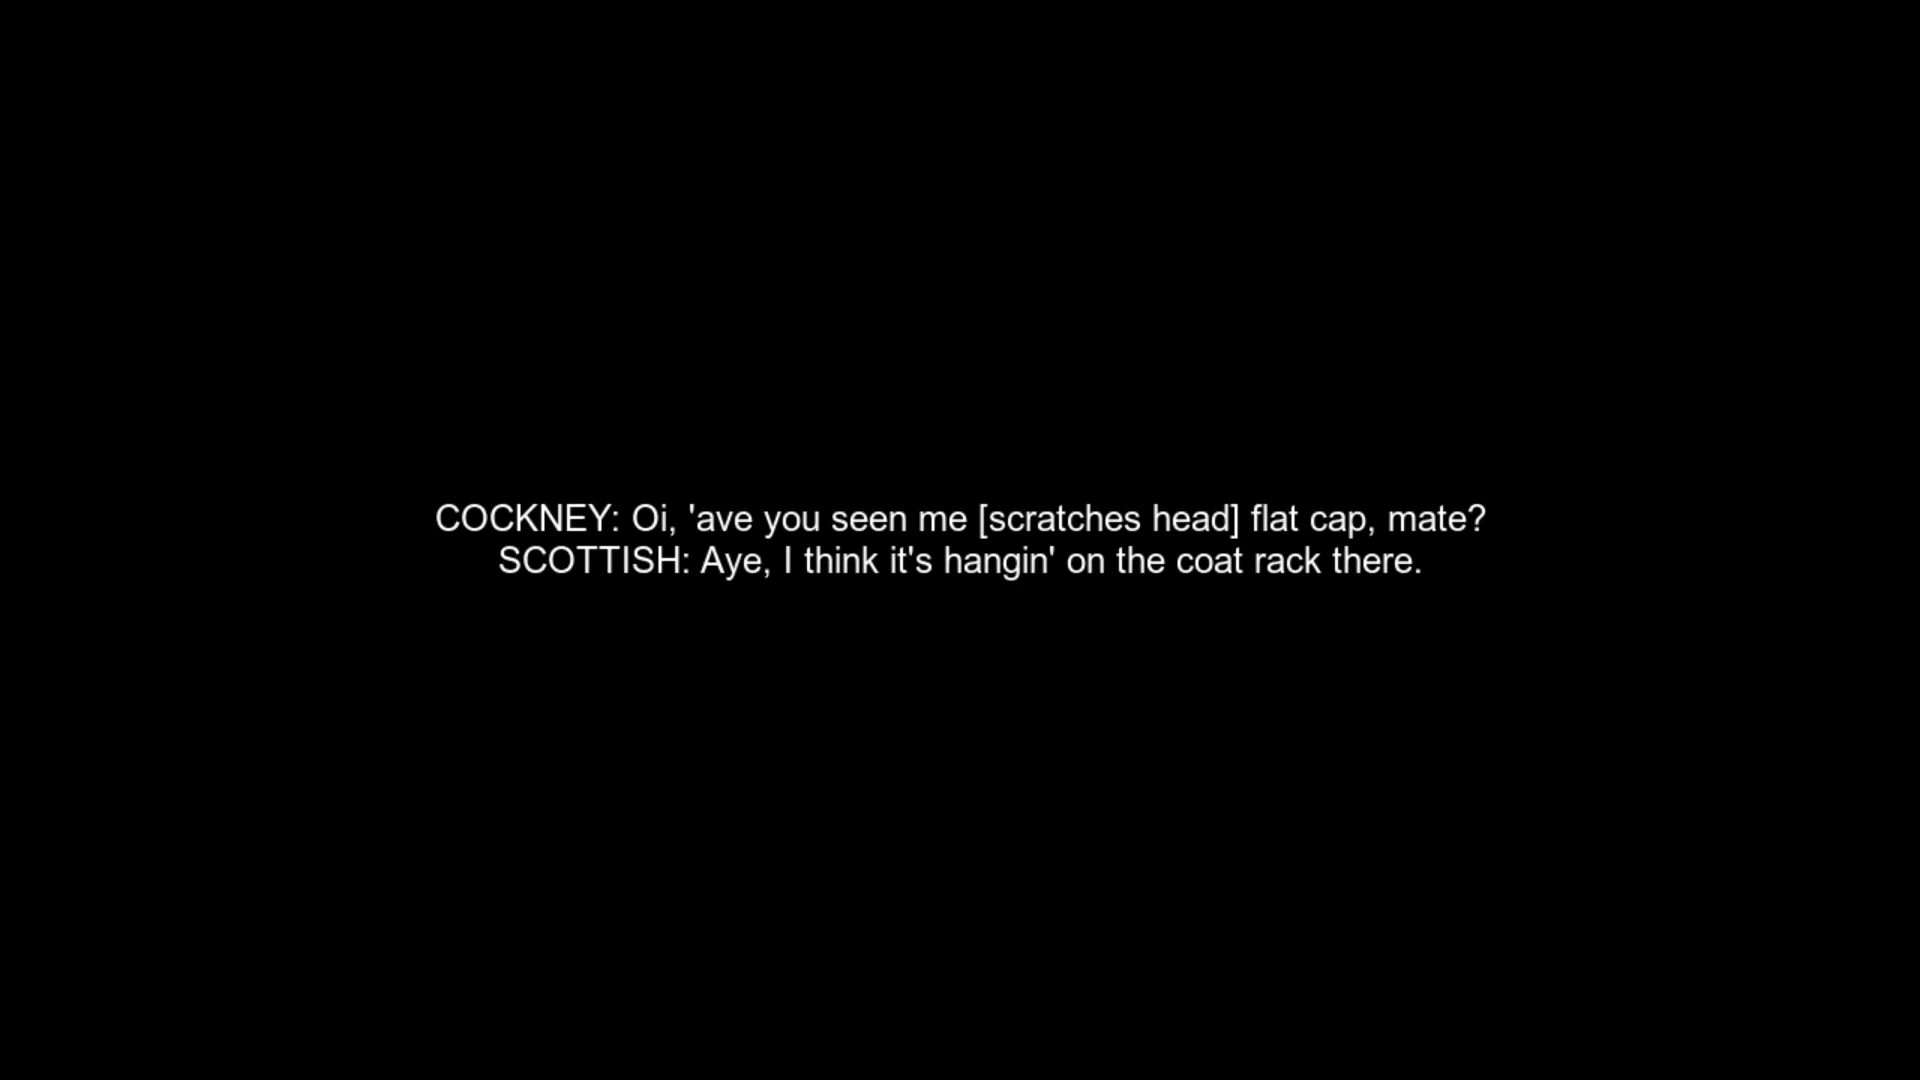 COCKNEY: Oi, 'ave you seen me [scratches head] flat cap, mate?
SCOTTISH: Aye, I think it's hangin' on the coat rack there.